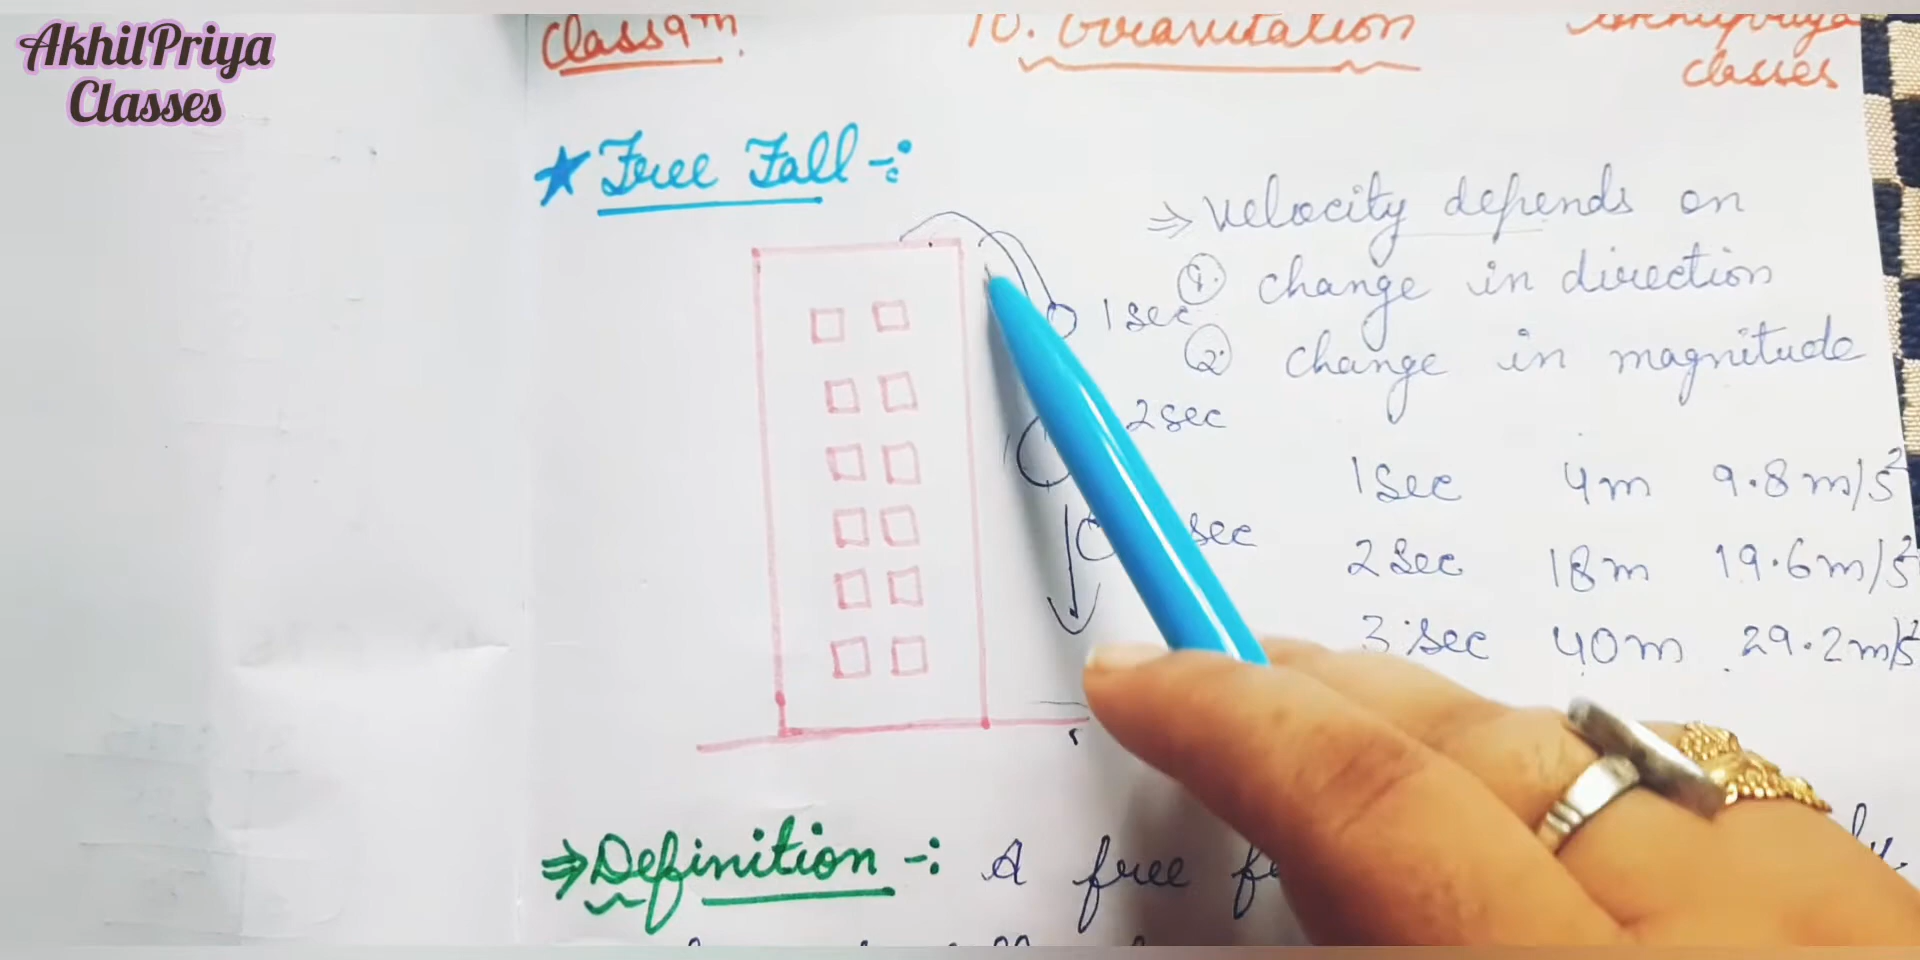 AkhilPriya
Classes
Class 9th.
10. Gravitation
Akhilpriya
classes
★ Free Fall -:
⇒ velocity depends on
① change in direction
② change in magnitude
1 sec
2 sec
sec
1 sec 4m 9.8 m/s²
2 sec 18m 19.6 m/s²
3 sec 40m 29.2 m/s²
⇒ Definition -: A free